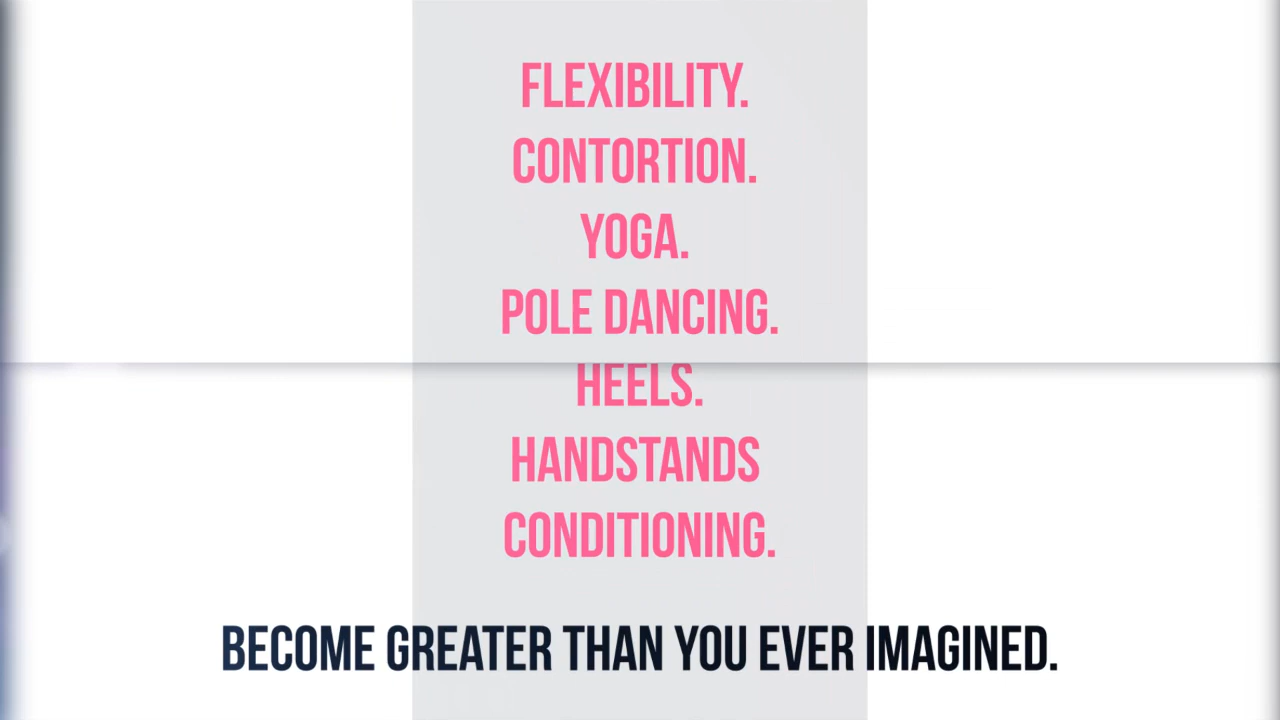 FLEXIBILITY.
CONTORTION.
YOGA.
POLE DANCING.
HEELS.
HANDSTANDS
CONDITIONING.
BECOME GREATER THAN YOU EVER IMAGINED.